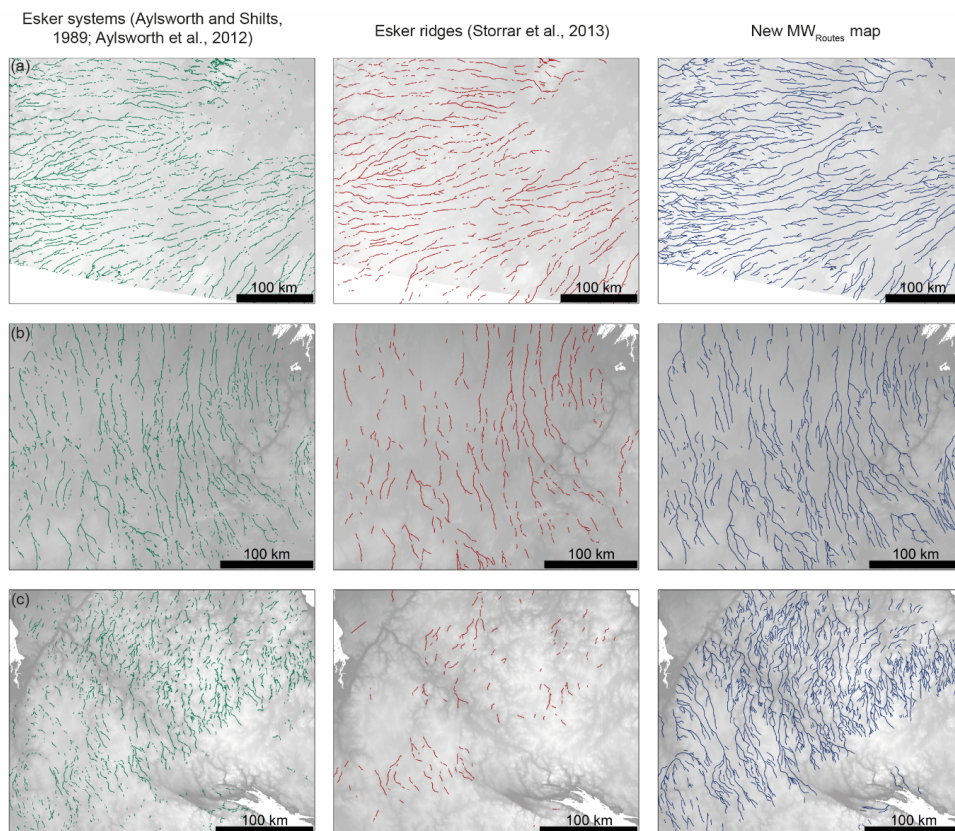 Esker systems (Aylsworth and Shilts,
1989; Aylsworth et al., 2012)
Esker ridges (Storrar et al., 2013)
New MWRoutes map
(a)
100 km
100 km
100 km
(b)
100 km
100 km
100 km
(c)
100 km
100 km
100 km